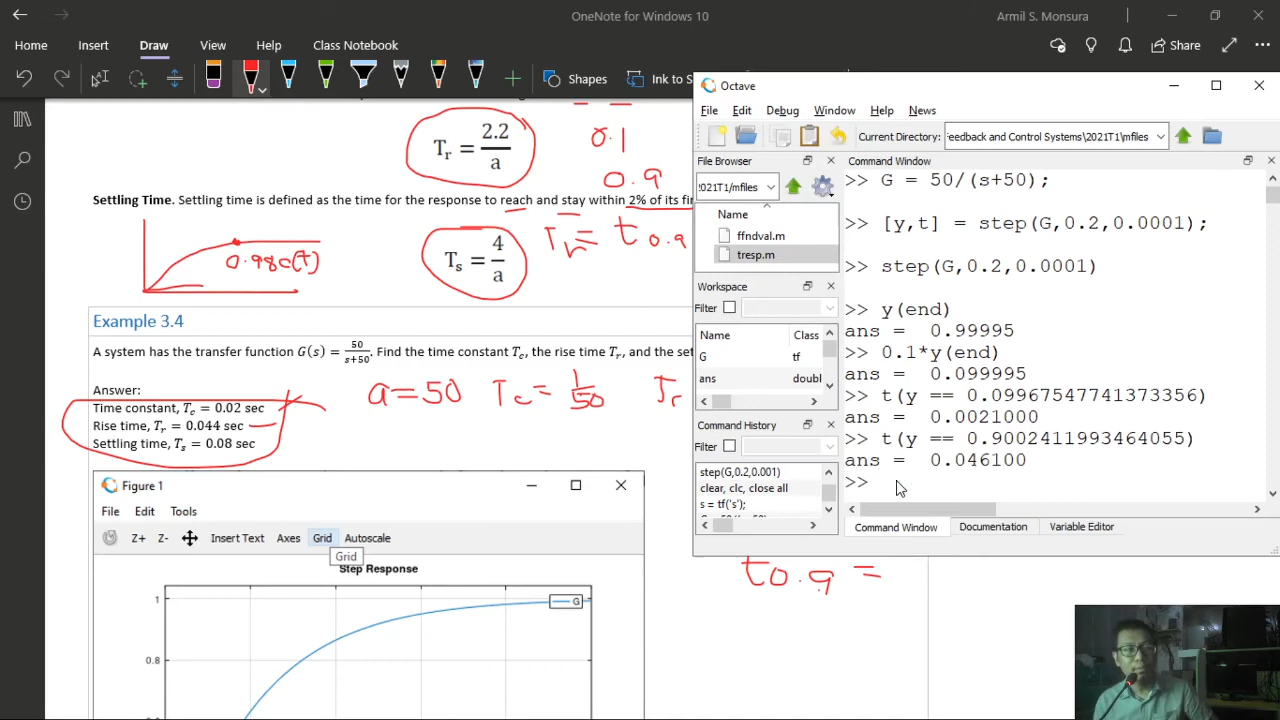 OneNote for Windows 10
Armil S. Monsura
Home Insert Draw View Help Class Notebook
Share
Shapes
Ink to S
Tr = 2.2/a
0.1
0.9
Settling Time. Settling time is defined as the time for the response to reach and stay within 2% of its fi
Tr = t0.9
0.98c(t)
Ts = 4/a
Example 3.4
A system has the transfer function G(s) = 50/(s+50). Find the time constant Tc, the rise time Tr, and the set
Answer:
a=50 Tc = 1/50 Tr
Time constant, Tc = 0.02 sec
Rise time, Tr = 0.044 sec
Settling time, Ts = 0.08 sec
Figure 1
File Edit Tools
Z+ Z- Insert Text Axes Grid Autoscale
Grid
Step Response
G
1
0.8
t0.9 =
Octave
File Edit Debug Window Help News
Current Directory: Feedback and Control Systems\2021T1/mfiles
File Browser
2021T1/mfiles
Name
ffndval.m
tresp.m
Workspace
Filter
Name Class
G tf
ans doubl
Command History
Filter
step(G,0.2,0.001)
clear, clc, close all
s = tf('s');
Command Window
>> G = 50/(s+50);
>> [y,t] = step(G,0.2,0.0001);
>> step(G,0.2,0.0001)
>> y(end)
ans = 0.99995
>> 0.1*y(end)
ans = 0.099995
>> t(y == 0.09967547741373356)
ans = 0.0021000
>> t(y == 0.9002411993464055)
ans = 0.046100
>>
Command Window Documentation Variable Editor